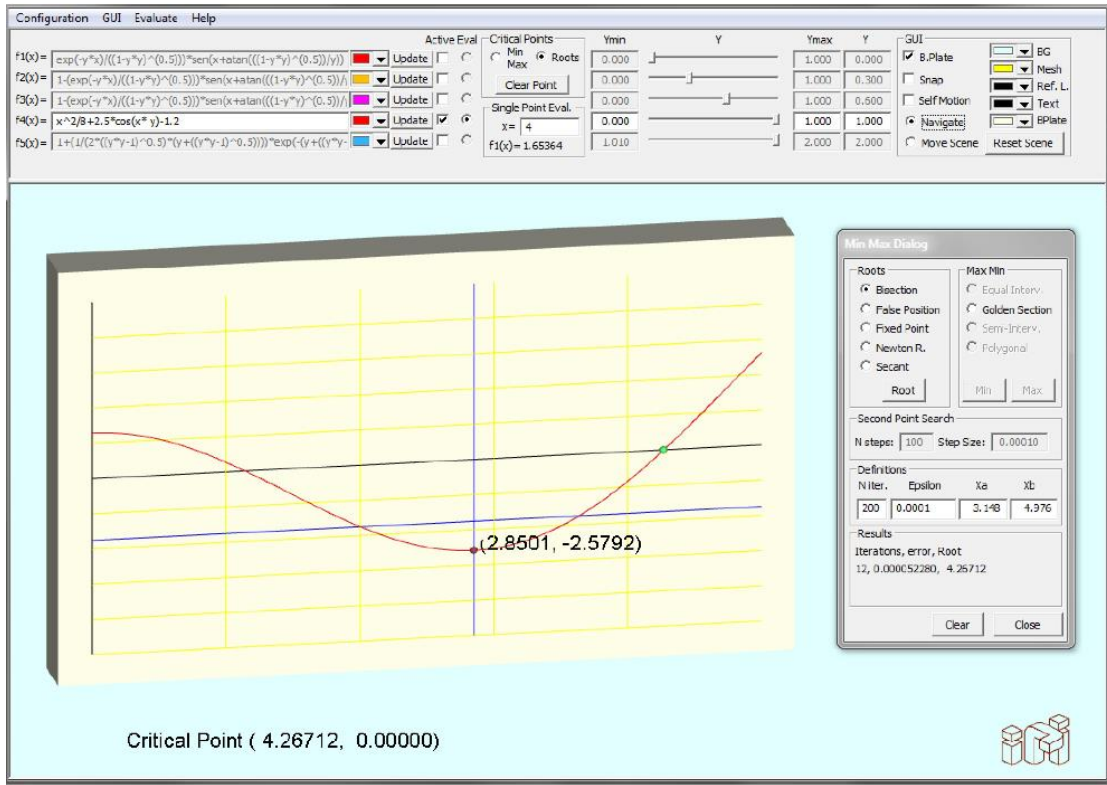 Configuration GUI Evaluate Help
Active Eval Critical Points Ymin Y Ymax Y GUI
f1(x)= exp(-y*x)/((1-y*y)^(0.5)))*sen(x+atan(((1-y*y)^(0.5))/y)) Update Min Max Roots 0.000 1.000 0.000 B.Plate BG
f2(x)= 1-(exp(-y*x)/((1-y*y)^(0.5)))*sen(x+atan(((1-y*y)^(0.5))/ Update Clear Point 0.000 1.000 0.300 Snap Mesh
f3(x)= 1-(exp(-y*x)/((1-y*y)^(0.5)))*sen(x+atan(((1-y*y)^(0.5))/ Update Single Point Eval. 0.000 1.000 0.600 Self Motion Ref. L.
f4(x)= x^2/8+2.5*cos(x* y)-1.2 Update x= 4 0.000 1.000 1.000 Navigate Text
BPlate
f5(x)= 1+(1/(2*((y*y-1)^0.5)*(y+((y*y-1)^0.5))))*exp(-(y+((y*y- Update f1(x)= 1.65364 1.010 2.000 2.000 Move Scene Reset Scene
Min Max Dialog
Roots Max Min
Bisection Equal Interv.
False Position Golden Section
Fixed Point Semi-Interv.
Newton R. Polygonal
Secant
Root Min Max
Second Point Search
N steps: 100 Step Size: 0.00010
Definitions
N iter. Epsilon Xa Xb
200 0.0001 3.148 4.976
Results
Iterations, error, Root
12, 0.000052280, 4.26712
Clear Close
(2.8501, -2.5792)
Critical Point ( 4.26712, 0.00000)